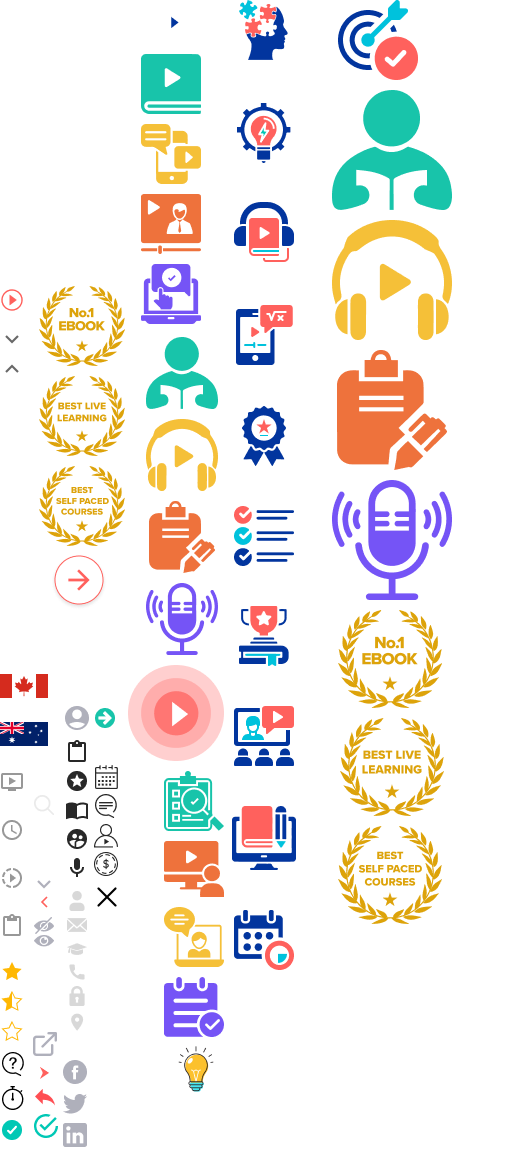 No.1
EBOOK
BEST LIVE
LEARNING
BEST
SELF PACED
COURSES
√x
No.1
EBOOK
BEST LIVE
LEARNING
BEST
SELF PACED
COURSES